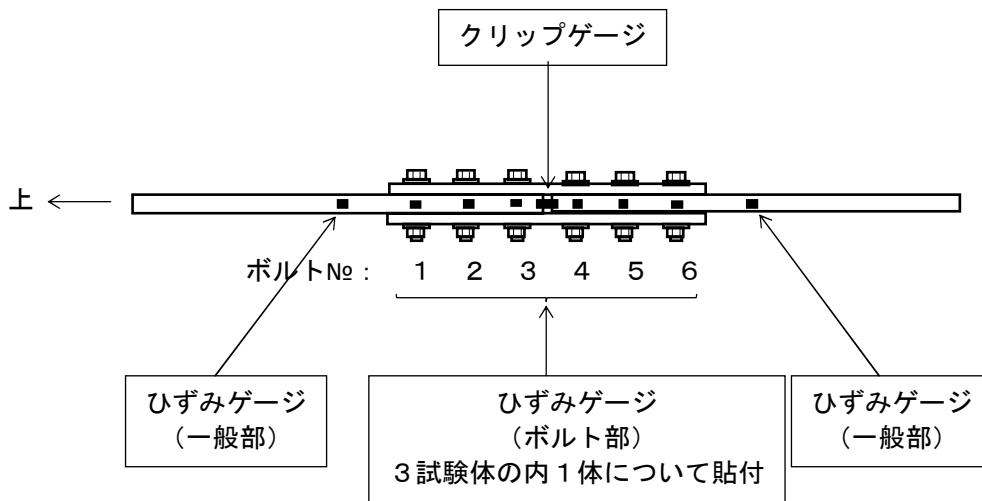 クリップゲージ
上
ボルト№：　１　２　３　４　５　６
ひずみゲージ
（一般部）
ひずみゲージ
（ボルト部）
３試験体の内１体について貼付
ひずみゲージ
（一般部）